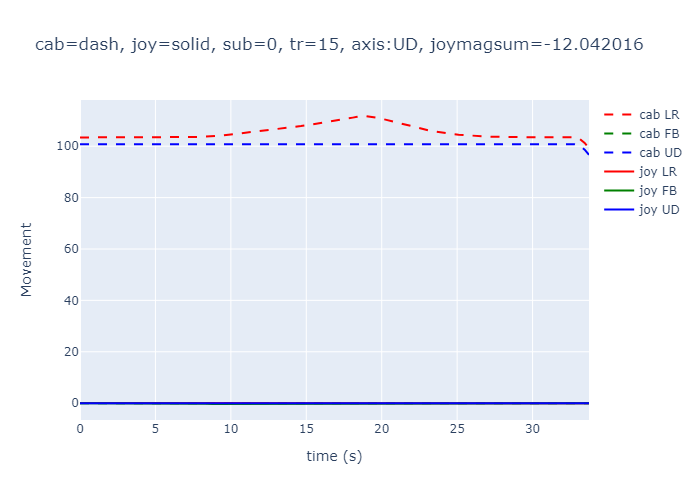 cab=dash, joy=solid, sub=0, tr=15, axis:UD, joymagsum=-12.042016
cab LR
cab FB
cab UD
joy LR
joy FB
joy UD
Movement
100
80
60
40
20
0
0 5 10 15 20 25 30
time (s)